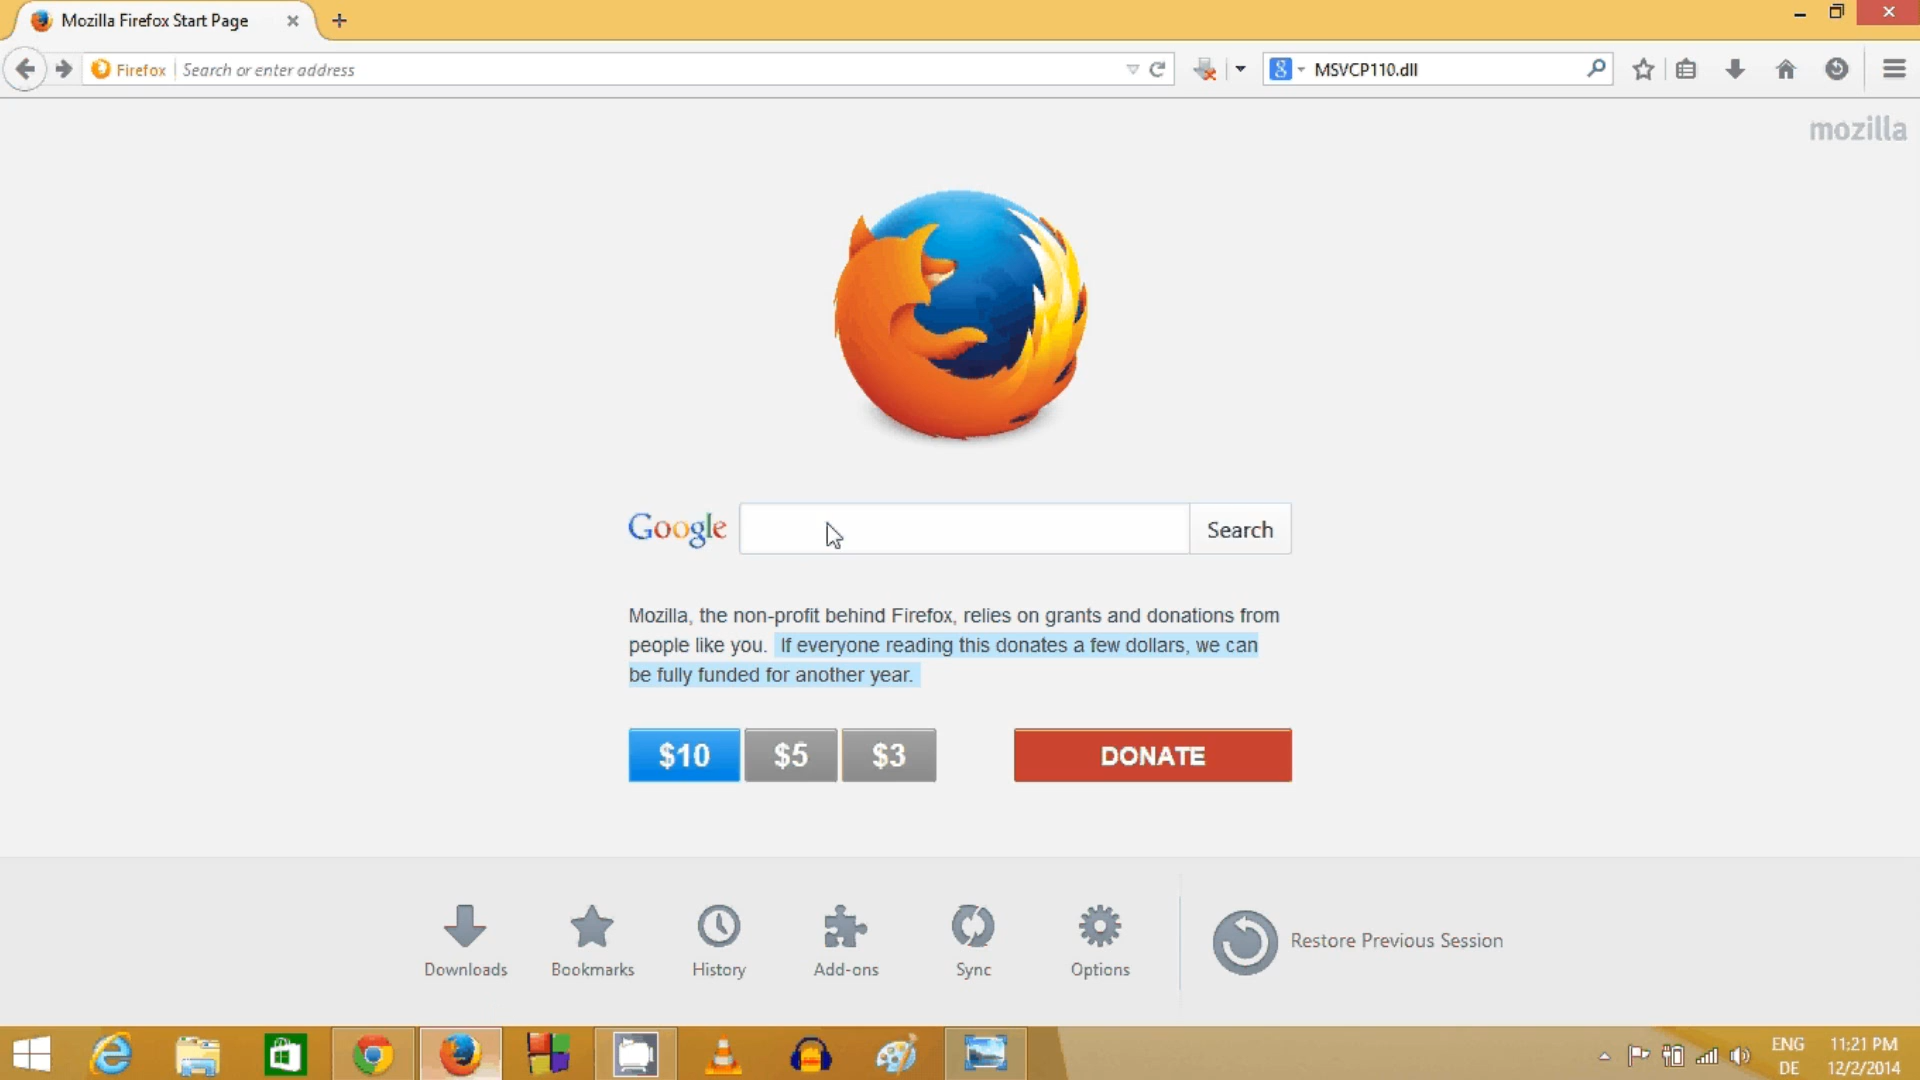 Mozilla Firefox Start Page
Firefox
Search or enter address
8
MSVCP110.dll
mozilla
Google
Search
Mozilla, the non-profit behind Firefox, relies on grants and donations from
people like you. If everyone reading this donates a few dollars, we can
be fully funded for another year.
$10 $5 $3 DONATE
Downloads Bookmarks History Add-ons Sync Options
Restore Previous Session
ENG 11:21 PM
DE 12/2/2014